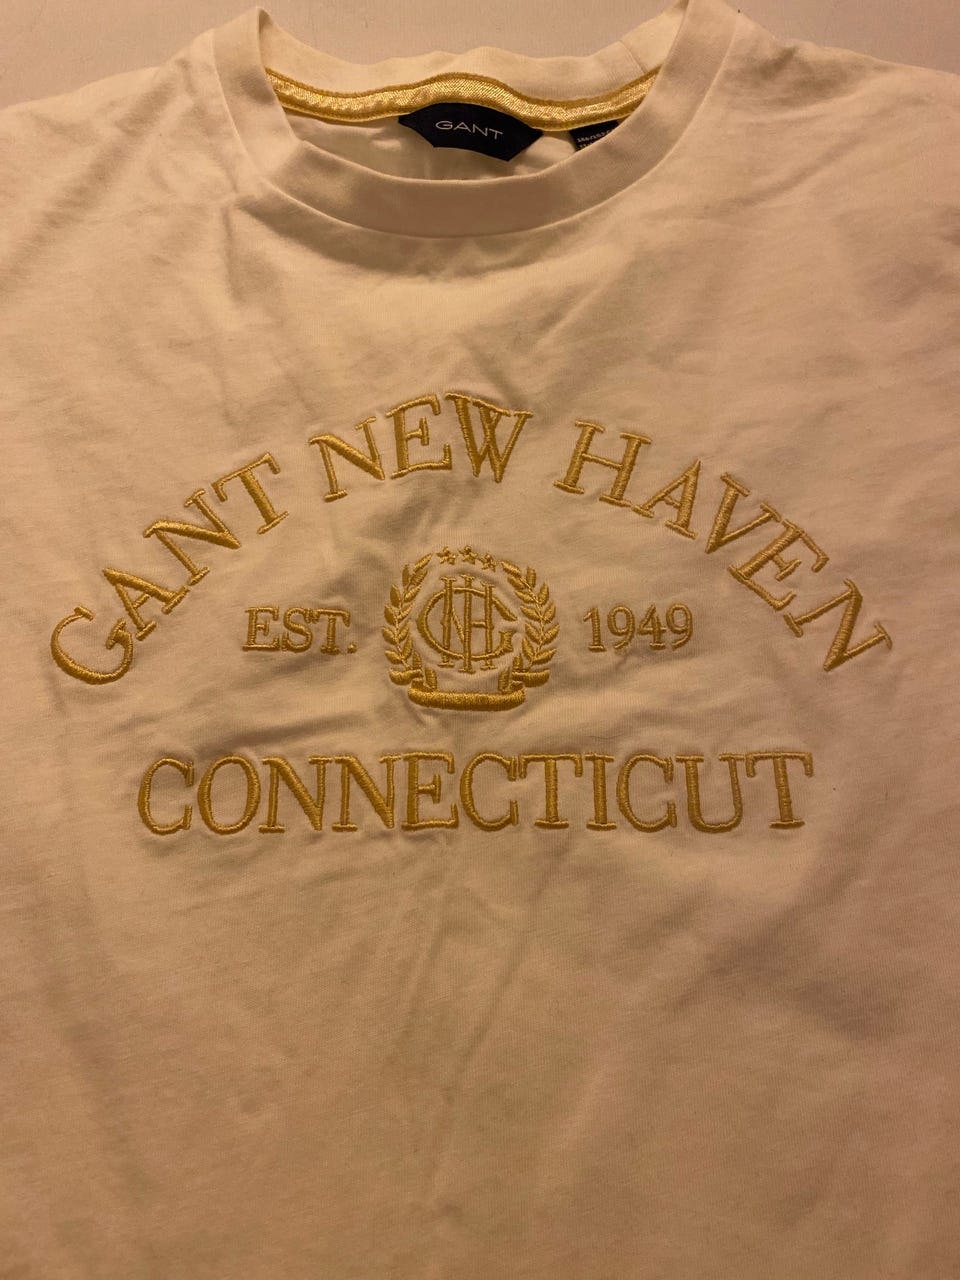 GANT
GANT NEW HAVEN
EST. 1949
CONNECTICUT